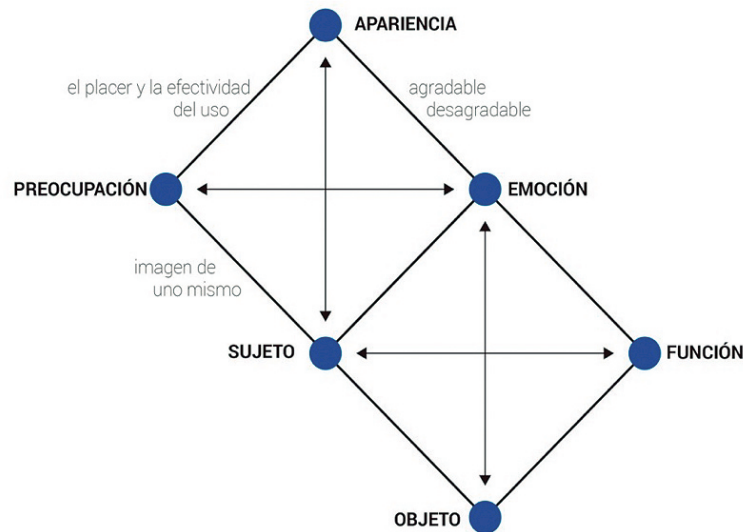 APARIENCIA
el placer y la efectividad
del uso
agradable
desagradable
PREOCUPACIÓN
EMOCIÓN
imagen de
uno mismo
SUJETO
FUNCIÓN
OBJETO